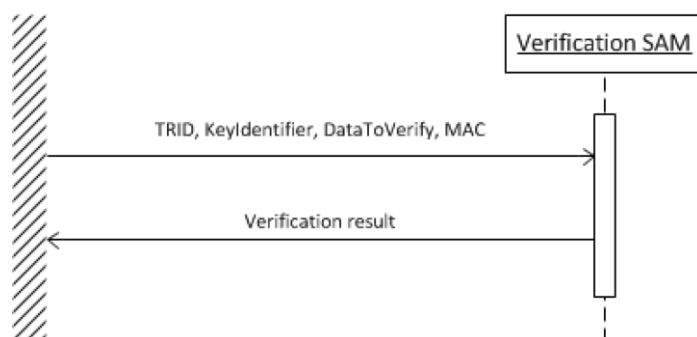 Verification SAM
TRID, KeyIdentifier, DataToVerify, MAC
Verification result